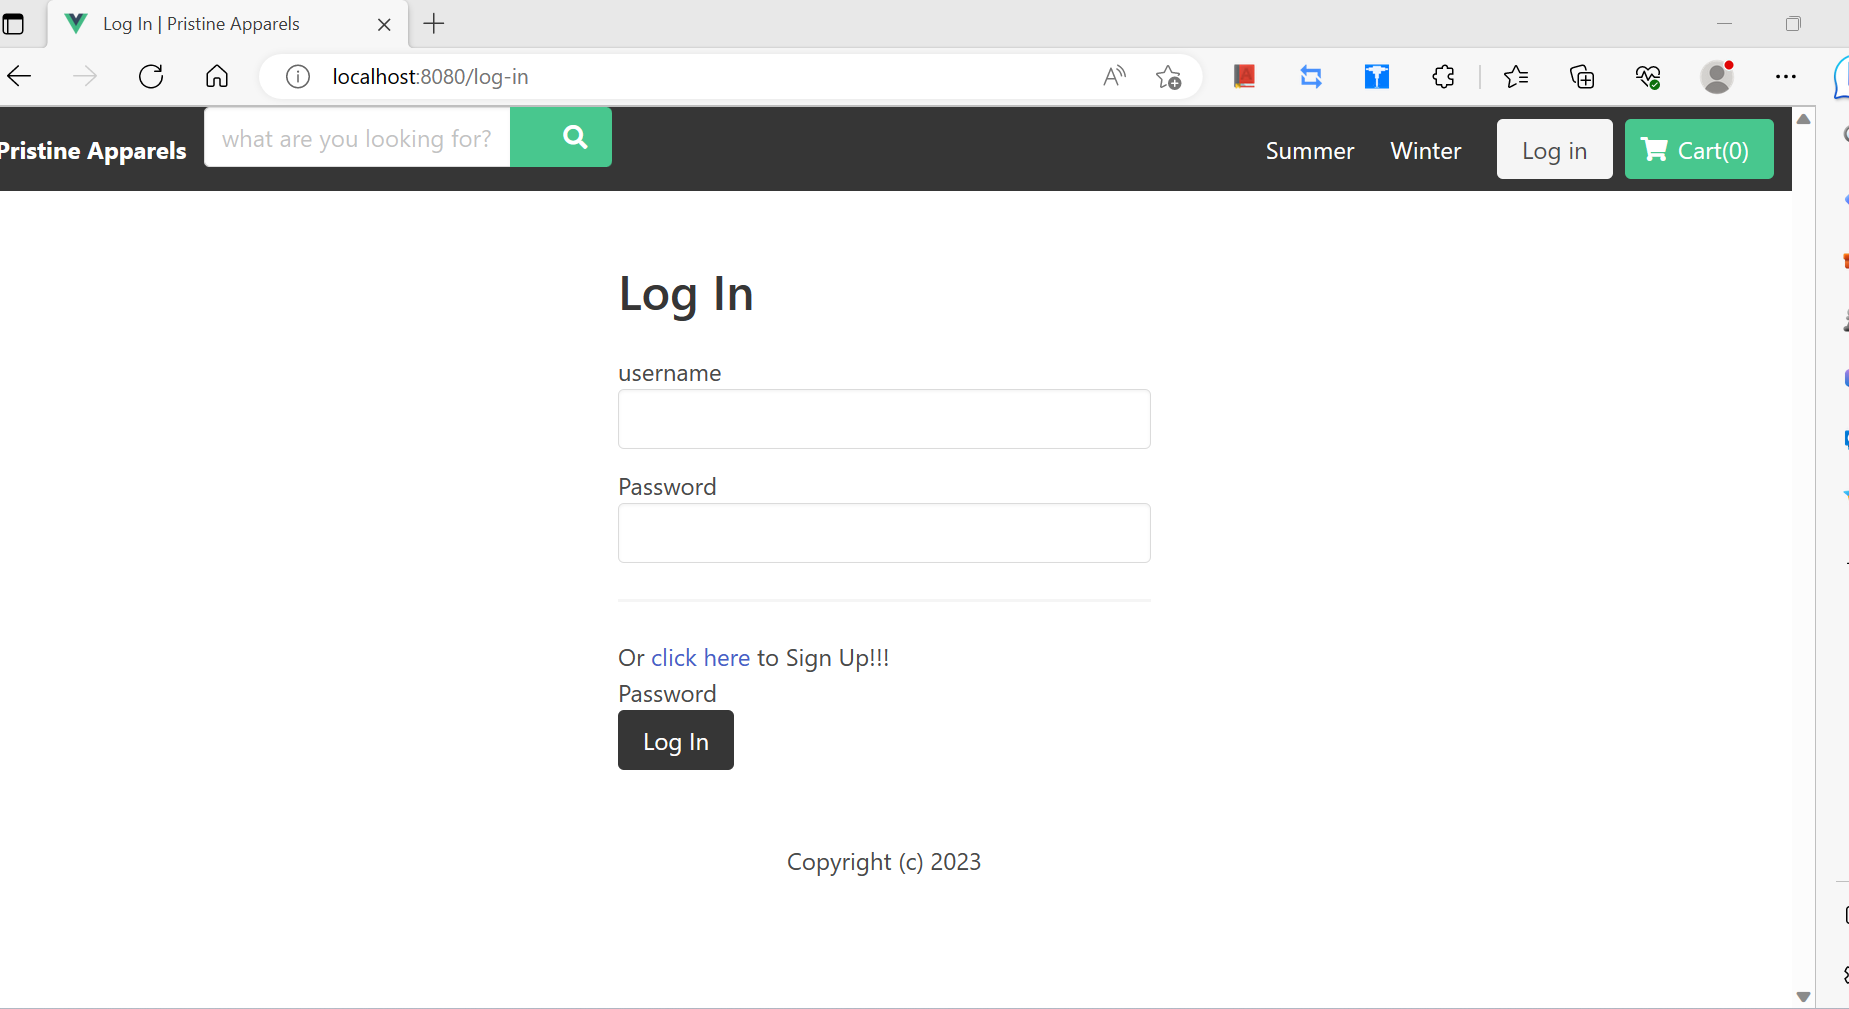 Log In | Pristine Apparels
localhost:8080/log-in
Pristine Apparels
what are you looking for?
Summer
Winter
Log in
Cart(0)
Log In
username
Password
Or click here to Sign Up!!!
Password
Log In
Copyright (c) 2023